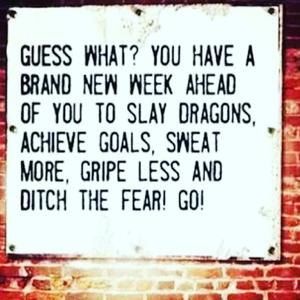 GUESS WHAT? YOU HAVE A
BRAND NEW WEEK AHEAD
OF YOU TO SLAY DRAGONS,
ACHIEVE GOALS, SWEAT
MORE, GRIPE LESS AND
DITCH THE FEAR! GO!